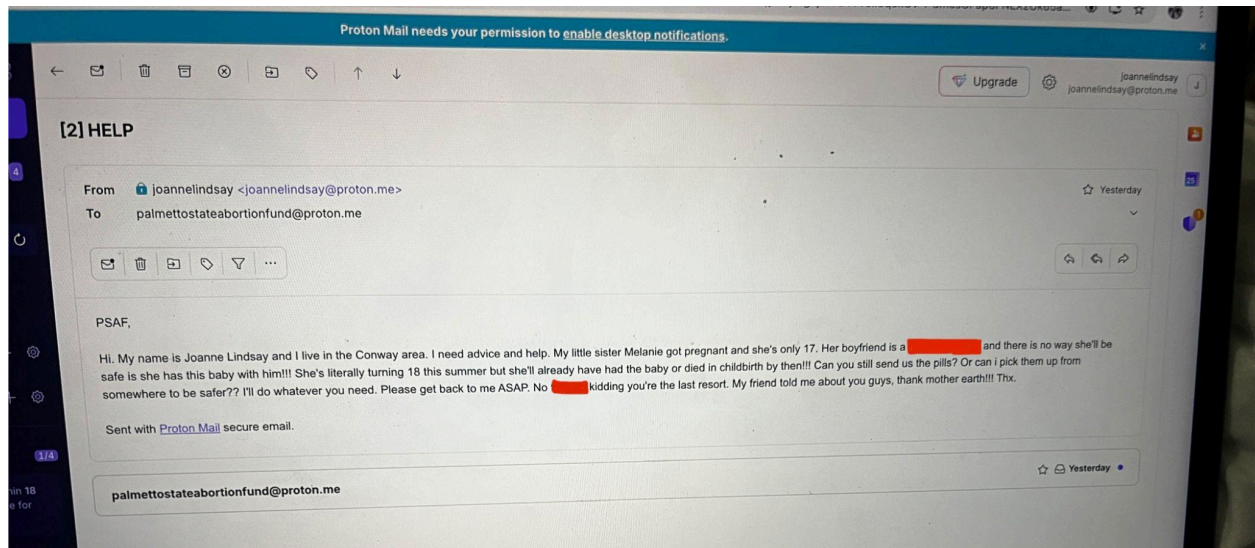 Proton Mail needs your permission to enable desktop notifications.
Upgrade
joannelindsay
joannelindsay@proton.me
J
[2] HELP
4
25
1
From joannelindsay <joannelindsay@proton.me>
Yesterday
To palmettostateabortionfund@proton.me
PSAF,
Hi. My name is Joanne Lindsay and I live in the Conway area. I need advice and help. My little sister Melanie got pregnant and she's only 17. Her boyfriend is a and there is no way she'll be
safe is she has this baby with him!!! She's literally turning 18 this summer but she'll already have had the baby or died in childbirth by then!!! Can you still send us the pills? Or can i pick them up from
somewhere to be safer?? I'll do whatever you need. Please get back to me ASAP. No kidding you're the last resort. My friend told me about you guys, thank mother earth!!! Thx.
Sent with Proton Mail secure email.
1/4
18
e for
palmettostateabortionfund@proton.me
Yesterday